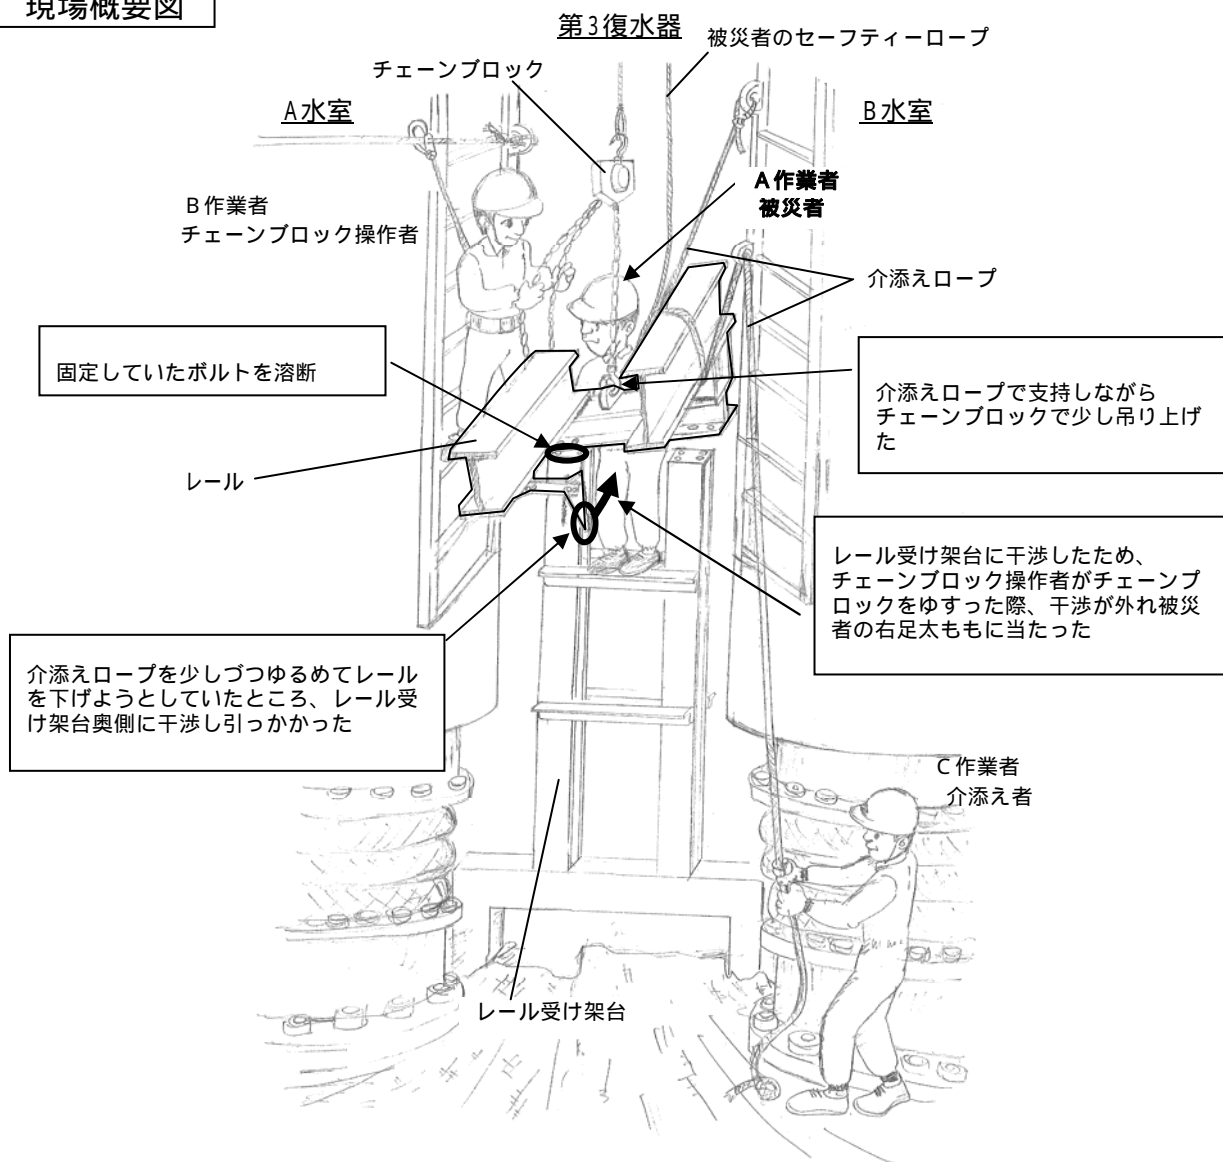 現場概要図
第3復水器
被災者のセーフティーロープ
チェーンブロック
A水室
B水室
A作業者
被災者
B作業者
チェーンブロック操作者
介添えロープ
固定していたボルトを溶断
介添えロープで支持しながら
チェーンブロックで少し吊り上げ
た
レール
レール受け架台に干渉したため、
チェーンブロック操作者がチェーンブ
ロックをゆすった際、干渉が外れ被災
者の右足太ももに当たった
介添えロープを少しづつゆるめてレール
を下げようとしていたところ、レール受
け架台奥側に干渉し引っかかった
C作業者
介添え者
レール受け架台